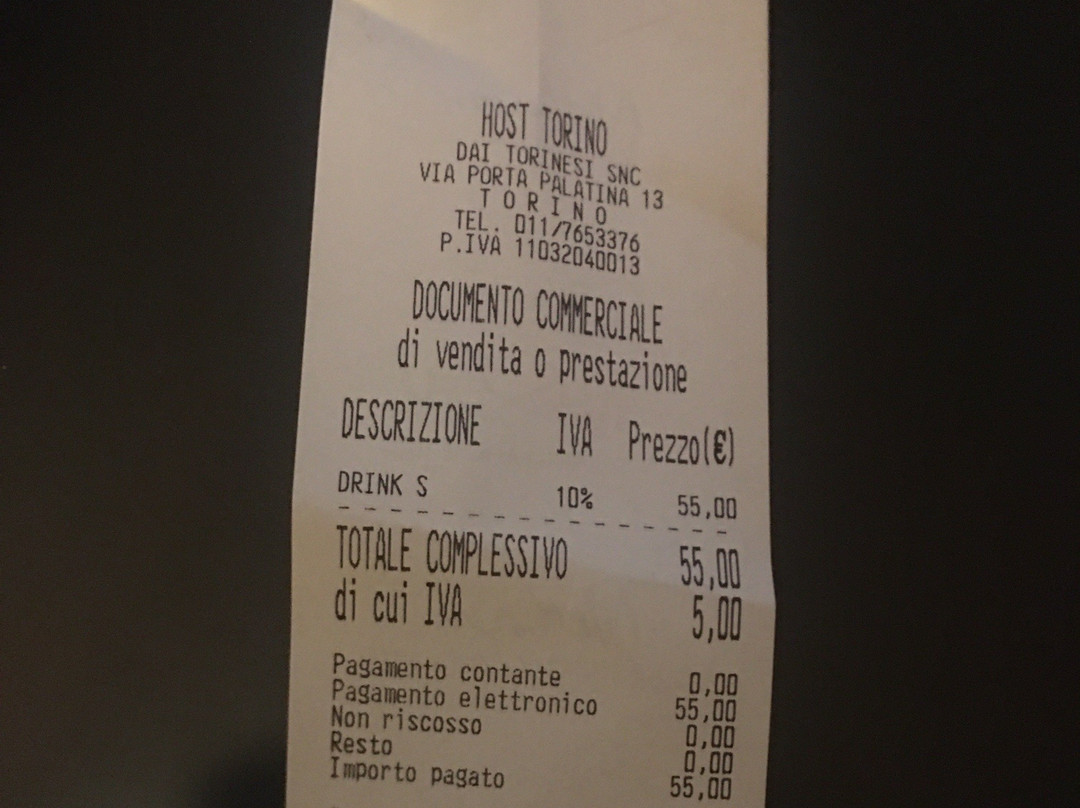 HOST TORINO
DAI TORINESI SNC
VIA PORTA PALATINA 13
T O R I N O
TEL. 011/7653376
P.IVA 11032040013
DOCUMENTO COMMERCIALE
di vendita o prestazione
DESCRIZIONE IVA Prezzo(€)
DRINK S 10% 55,00
TOTALE COMPLESSIVO 55,00
di cui IVA 5,00
Pagamento contante 0,00
Pagamento elettronico 55,00
Non riscosso 0,00
Resto 0,00
Importo pagato 55,00